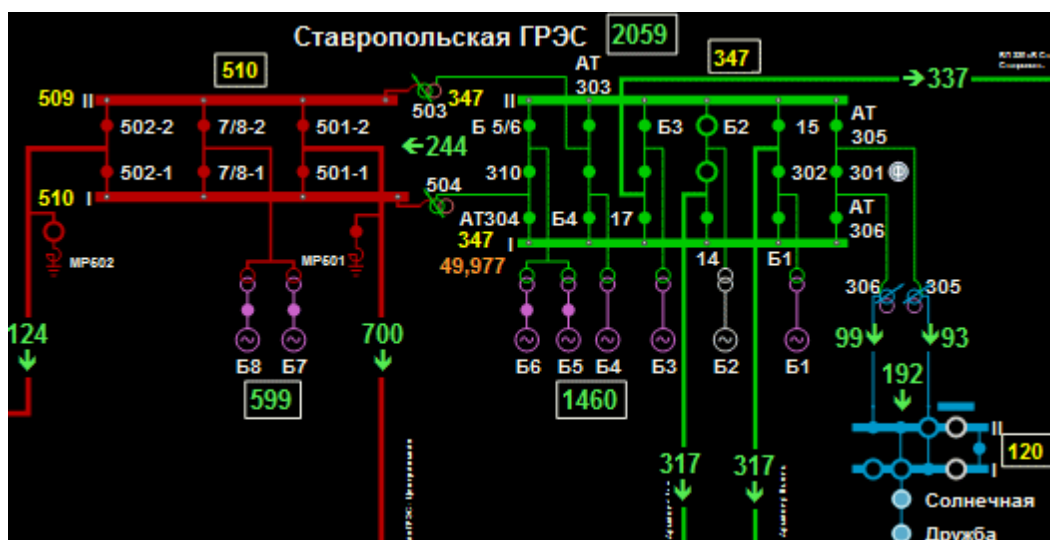 Ставропольская ГРЭС 2059
510
347
АТ
303
337
509 II
503 347 II
502-2 7/8-2 501-2
Б 5/6 Б3 Б2 15 АТ
305
244
502-1 7/8-1 501-1
310 302 301
504
510 I
АТ304 Б4 17 АТ
306
347 I
49,977
МР502 МР501
14 Б1
306 305
124 700
99 93
Б8 Б7
Б6 Б5 Б4 Б3 Б2 Б1
599
1460
192
II
120
I
317 317
Солнечная
Дружба